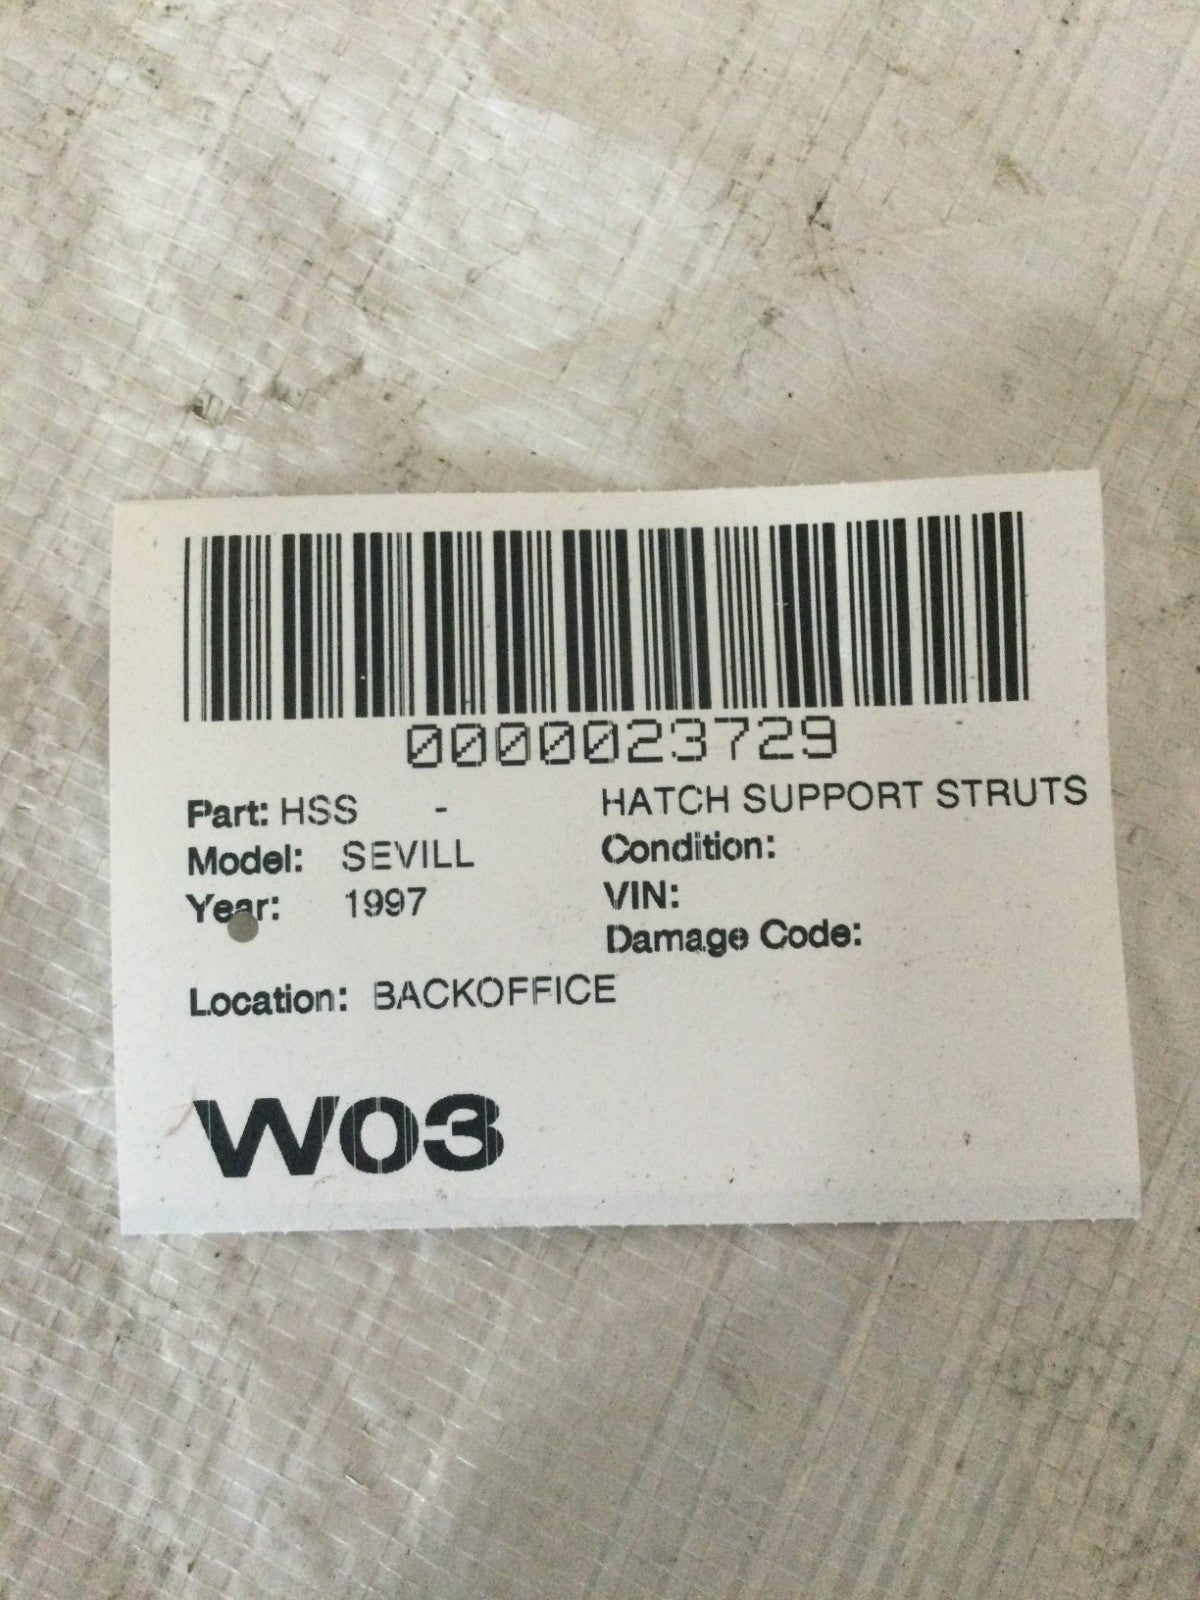 0000023729
Part: HSS - HATCH SUPPORT STRUTS
Model: SEVILL Condition:
Year: 1997 VIN:
Damage Code:
Location: BACKOFFICE
W03